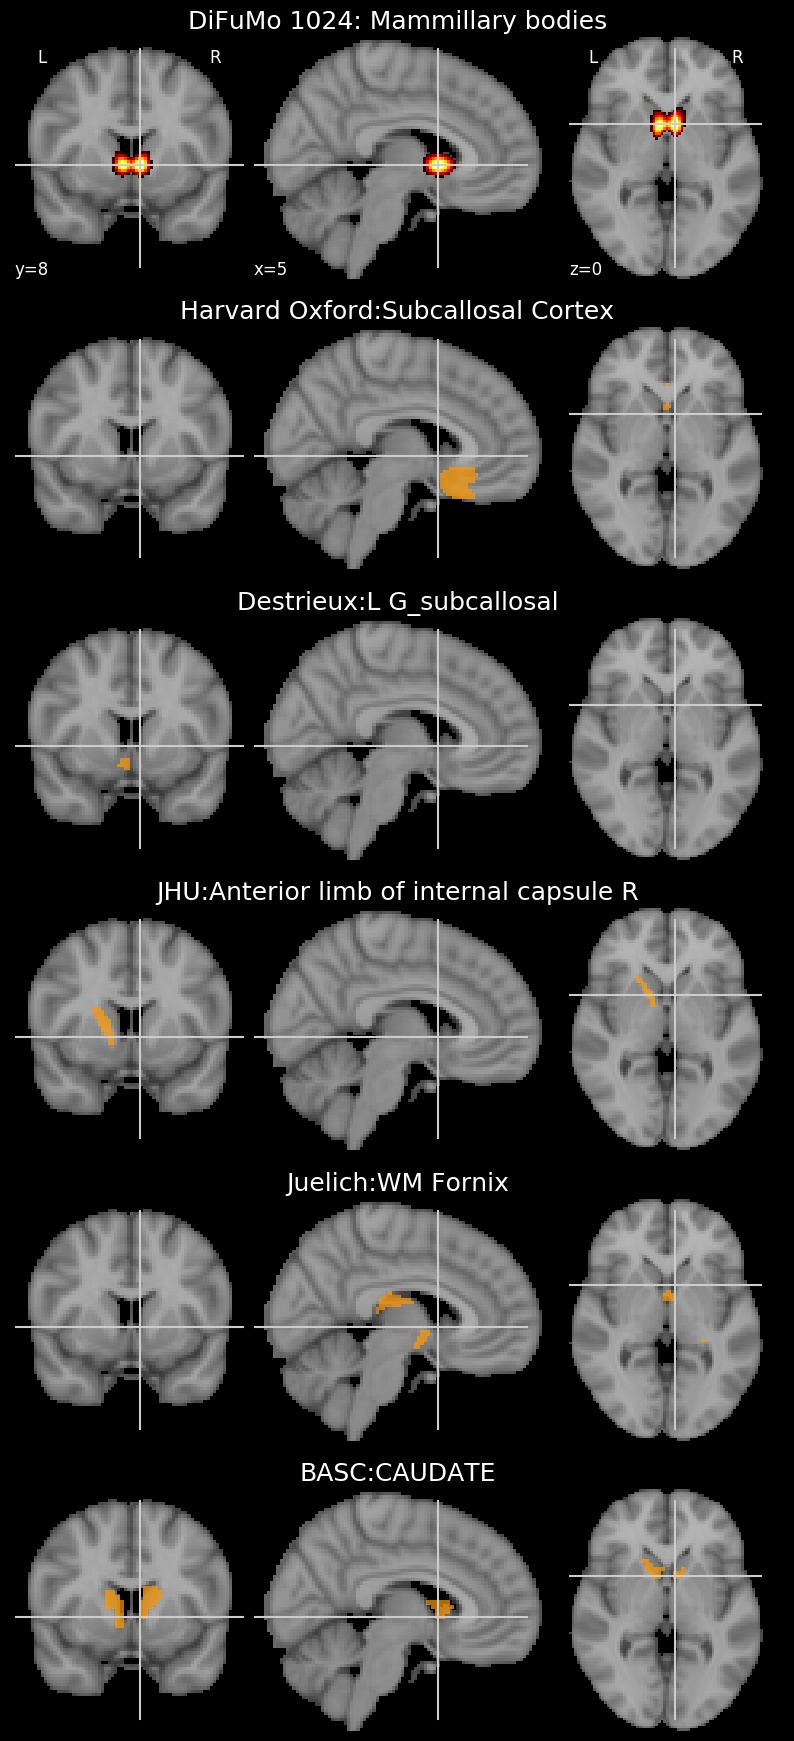 DiFuMo 1024: Mammillary bodies
L R L R
y=8 x=5 z=0
Harvard Oxford:Subcallosal Cortex
Destrieux:L G_subcallosal
JHU:Anterior limb of internal capsule R
Juelich:WM Fornix
BASC:CAUDATE